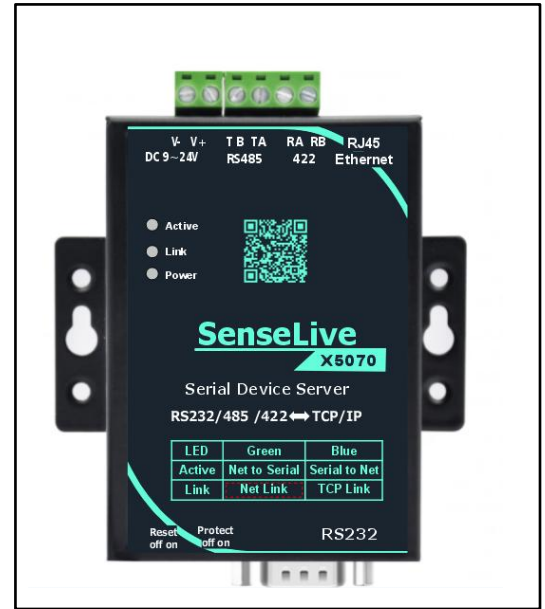 V- V+ T B TA RA RB RJ45
DC 9~24V RS485 422 Ethernet
Active
Link
Power
SenseLive
X5070
Serial Device Server
RS232/485 /422⟷TCP/IP
LED Green Blue
Active Net to Serial Serial to Net
Link Net Link TCP Link
Reset Protect
off on off on
RS232